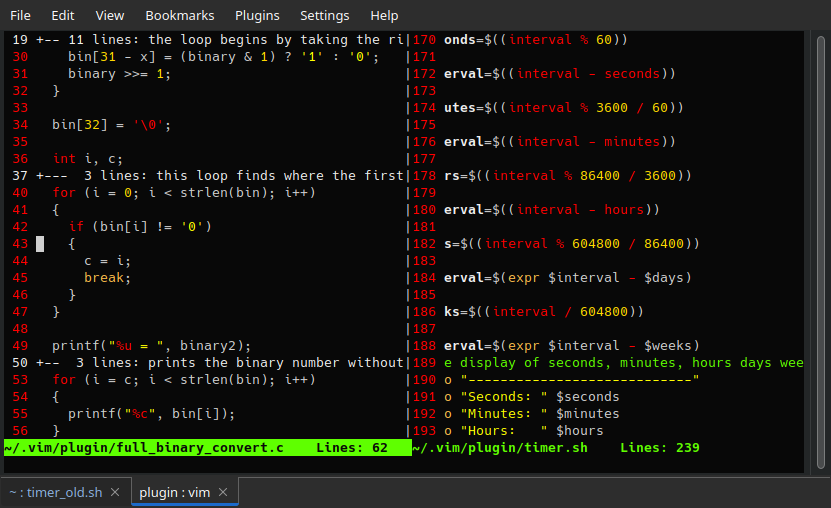 File Edit View Bookmarks Plugins Settings Help
19 +-- 11 lines: the loop begins by taking the ri|170 onds=$((interval % 60))
30 bin[31 - x] = (binary & 1) ? '1' : '0'; |171
31 binary >>= 1; |172 erval=$((interval - seconds))
32 } |173
33 |174 utes=$((interval % 3600 / 60))
34 bin[32] = '\0'; |175
35 |176 erval=$((interval - minutes))
36 int i, c; |177
37 +--- 3 lines: this loop finds where the first|178 rs=$((interval % 86400 / 3600))
40 for (i = 0; i < strlen(bin); i++) |179
41 { |180 erval=$((interval - hours))
42 if (bin[i] != '0') |181
43 { |182 s=$((interval % 604800 / 86400))
44 c = i; |183
45 break; |184 erval=$(expr $interval - $days)
46 } |185
47 } |186 ks=$((interval / 604800))
48 |187
49 printf("%u = ", binary2); |188 erval=$(expr $interval - $weeks)
50 +-- 3 lines: prints the binary number without|189 e display of seconds, minutes, hours days wee
53 for (i = c; i < strlen(bin); i++) |190 o "----------------------------"
54 { |191 o "Seconds: " $seconds
55 printf("%c", bin[i]); |192 o "Minutes: " $minutes
56 } |193 o "Hours: " $hours
~/.vim/plugin/full_binary_convert.c Lines: 62 ~/.vim/plugin/timer.sh Lines: 239
~ : timer_old.sh × plugin : vim ×